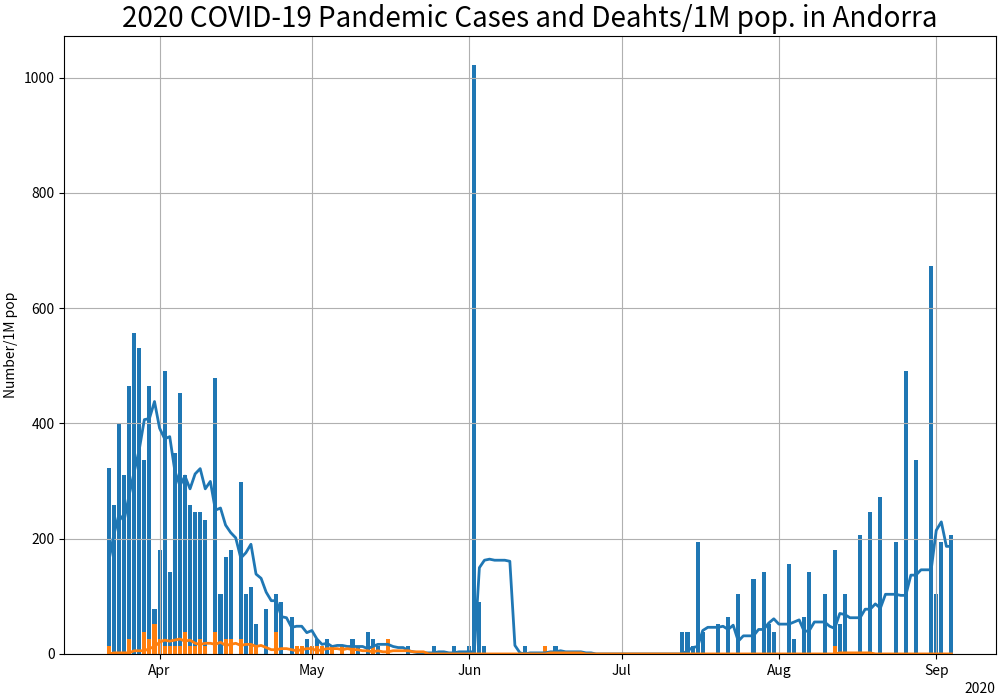 2020 COVID-19 Pandemic Cases and Deahts/1M pop. in Andorra
Number/1M pop
1000
800
600
400
200
0
Apr
May
Jun
Jul
Aug
Sep
2020